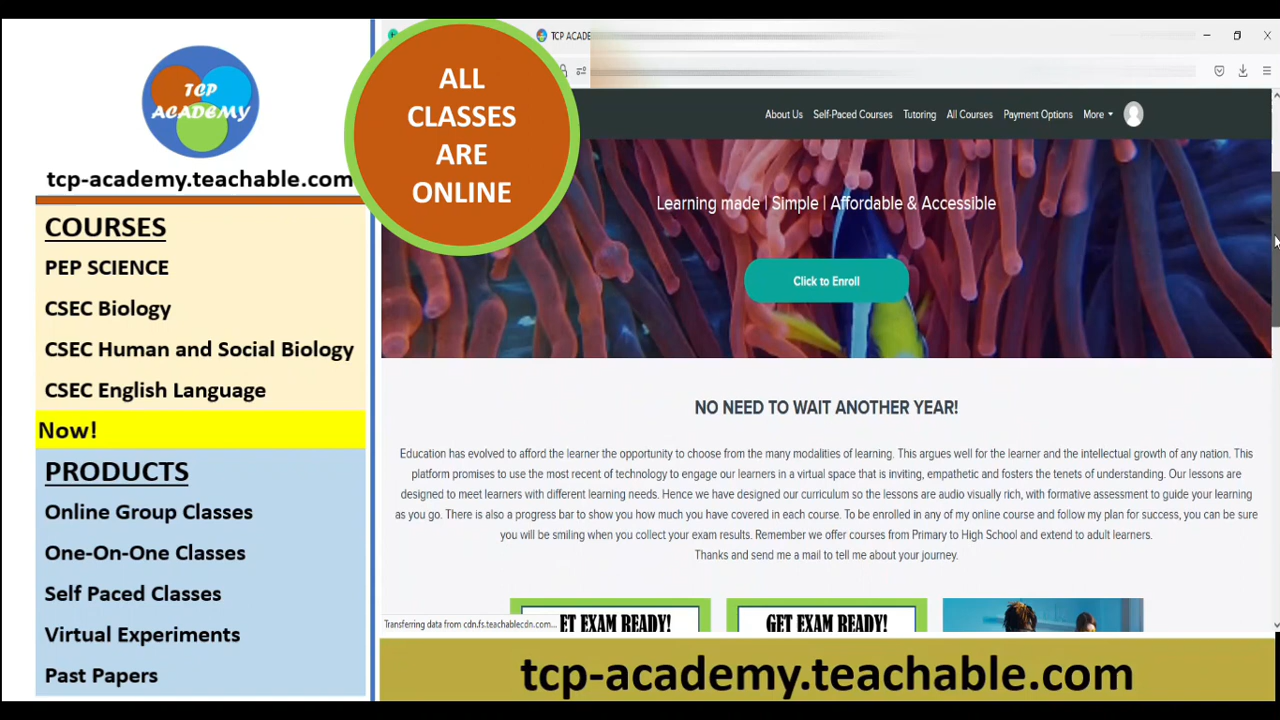 TCP
ACADEMY
tcp-academy.teachable.com
COURSES
PEP SCIENCE
CSEC Biology
CSEC Human and Social Biology
CSEC English Language
Now!
PRODUCTS
Online Group Classes
One-On-One Classes
Self Paced Classes
Virtual Experiments
Past Papers
ALL
CLASSES
ARE
ONLINE
TCP ACADE
About Us Self-Paced Courses Tutoring All Courses Payment Options More
Learning made | Simple | Affordable & Accessible
Click to Enroll
NO NEED TO WAIT ANOTHER YEAR!
Education has evolved to afford the learner the opportunity to choose from the many modalities of learning. This argues well for the learner and the intellectual growth of any nation. This
platform promises to use the most recent of technology to engage our learners in a virtual space that is inviting, empathetic and fosters the tenets of understanding. Our lessons are
designed to meet learners with different learning needs. Hence we have designed our curriculum so the lessons are audio visually rich, with formative assessment to guide your learning
as you go. There is also a progress bar to show you how much you have covered in each course. To be enrolled in any of my online course and follow my plan for success, you can be sure
you will be smiling when you collect your exam results. Remember we offer courses from Primary to High School and extend to adult learners.
Thanks and send me a mail to tell me about your journey.
ET EXAM READY! GET EXAM READY!
Transferring data from cdn.fs.teachablecdn.com...
tcp-academy.teachable.com